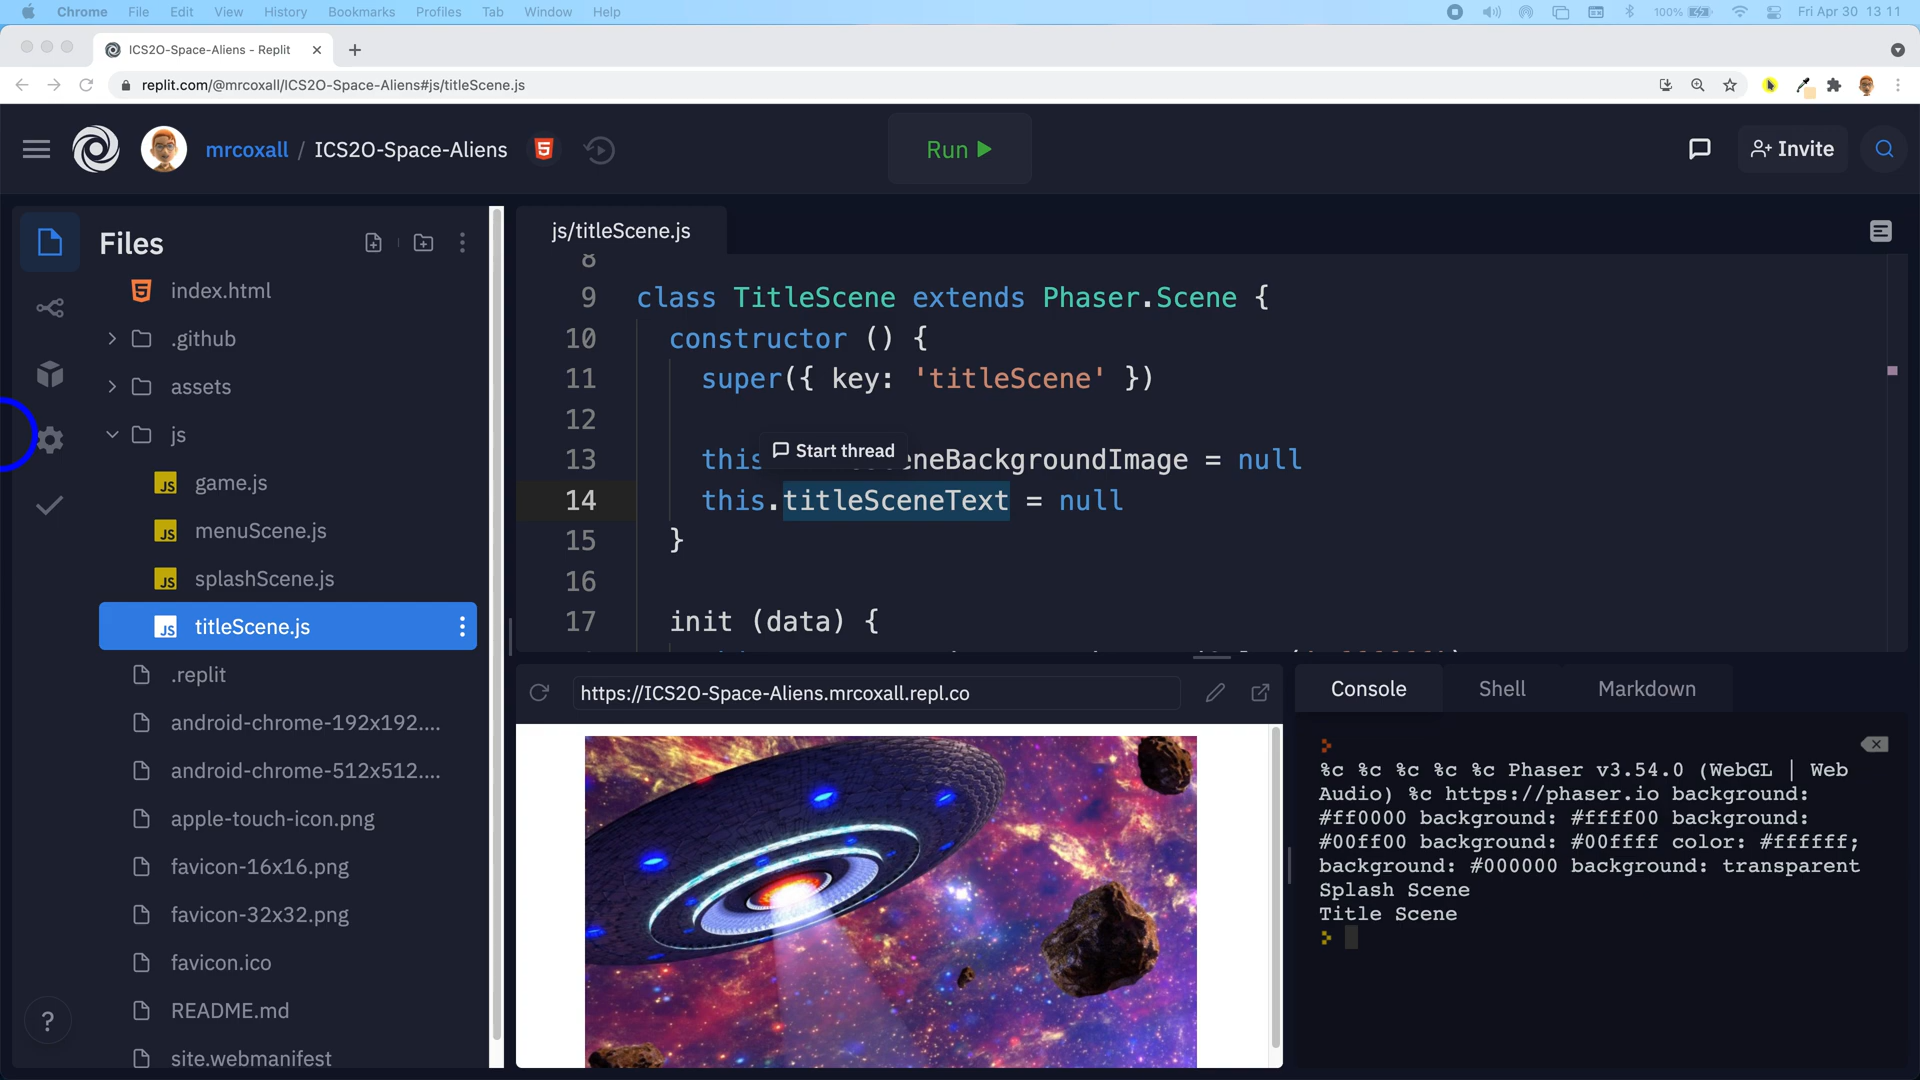 Chrome File Edit View History Bookmarks Profiles Tab Window Help 100% Fri Apr 30 13 11
ICS2O-Space-Aliens - Replit
replit.com/@mrcoxall/ICS2O-Space-Aliens#js/titleScene.js
mrcoxall / ICS2O-Space-Aliens
Run
Invite
Files
index.html
.github
assets
js
game.js
menuScene.js
splashScene.js
titleScene.js
.replit
android-chrome-192x192....
android-chrome-512x512....
apple-touch-icon.png
favicon-16x16.png
favicon-32x32.png
favicon.ico
README.md
site.webmanifest
?
js/titleScene.js
8
9 class TitleScene extends Phaser.Scene {
10 constructor () {
11 super({ key: 'titleScene' })
12
Start thread
13 this eneBackgroundImage = null
14 this.titleSceneText = null
15 }
16
17 init (data) {
https://ICS2O-Space-Aliens.mrcoxall.repl.co
Console Shell Markdown
%c %c %c %c %c Phaser v3.54.0 (WebGL | Web
Audio) %c https://phaser.io background:
#ff0000 background: #ffff00 background:
#00ff00 background: #00ffff color: #ffffff;
background: #000000 background: transparent
Splash Scene
Title Scene